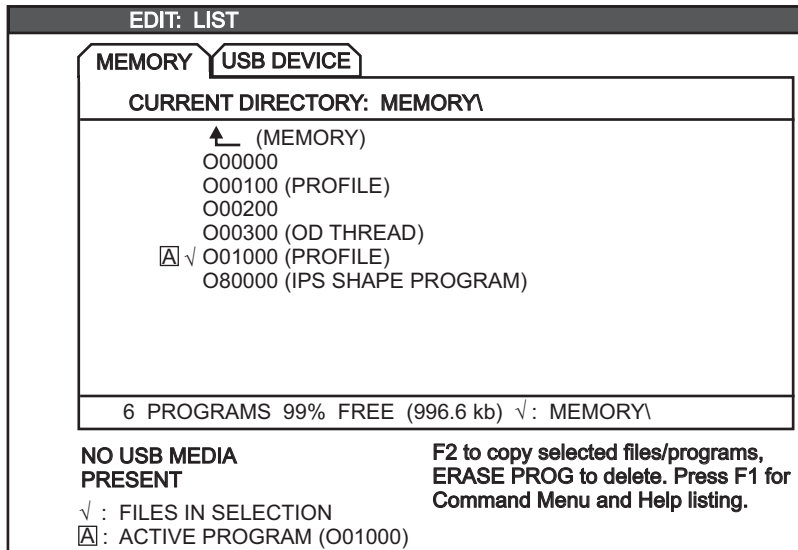 EDIT: LIST
MEMORY USB DEVICE
CURRENT DIRECTORY: MEMORY\
(MEMORY)
O00000
O00100 (PROFILE)
O00200
O00300 (OD THREAD)
A √ O01000 (PROFILE)
O80000 (IPS SHAPE PROGRAM)
6 PROGRAMS 99% FREE (996.6 kb) √ : MEMORY\
NO USB MEDIA
PRESENT
√ : FILES IN SELECTION
A : ACTIVE PROGRAM (O01000)
F2 to copy selected files/programs,
ERASE PROG to delete. Press F1 for
Command Menu and Help listing.